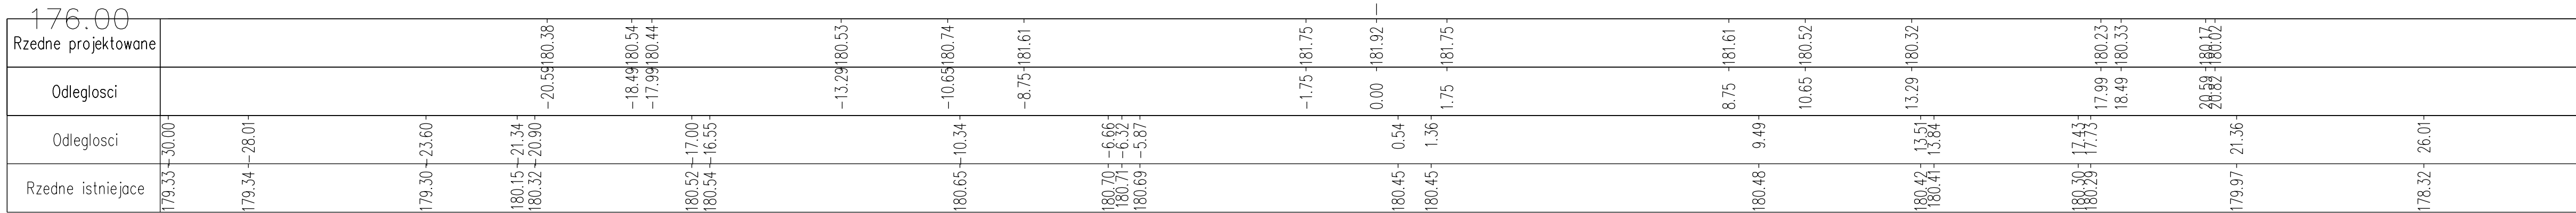 176.00
Rzedne projektowane 180.38 180.54 180.44 180.53 180.74 181.61 181.75 181.92 181.75 181.61 180.52 180.32 180.23 180.33 180.17 180.02
Odleglosci -20.59 -18.49 -17.99 -13.29 -10.65 -8.75 -1.75 0.00 1.75 8.75 10.65 13.29 17.99 18.49 20.59 20.82
Odleglosci -30.00 -28.01 -23.60 -21.34 -20.90 -17.00 -16.55 -10.34 -6.66 -6.32 -5.87 0.54 1.36 9.49 13.51 13.84 17.43 17.73 21.36 26.01
Rzedne istniejace 179.33 179.34 179.30 180.15 180.32 180.52 180.54 180.65 180.70 180.71 180.69 180.45 180.45 180.48 180.42 180.41 180.30 180.29 179.97 178.32